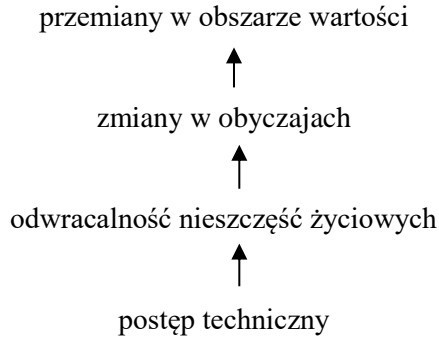 przemiany w obszarze wartości
zmiany w obyczajach
odwracalność nieszczęść życiowych
postęp techniczny